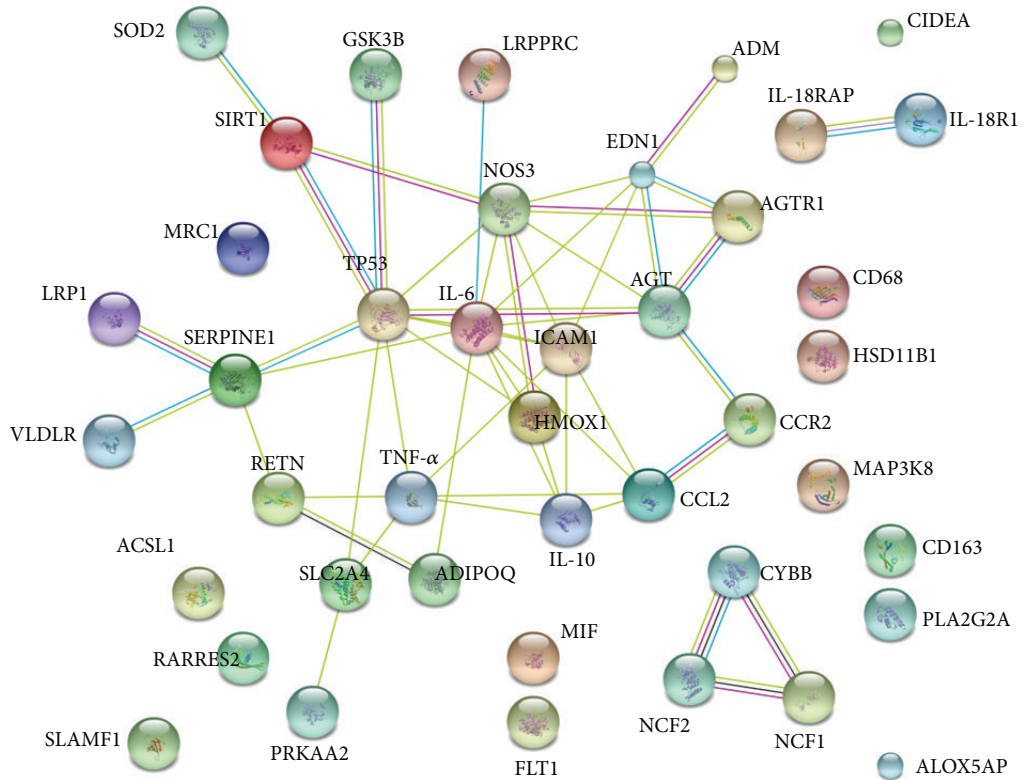 CIDEA
SOD2
GSK3B
LRPPRC
ADM
IL-18RAP
IL-18R1
SIRT1
EDN1
NOS3
AGTR1
MRC1
TP53
IL-6
AGT
CD68
LRP1
SERPINE1
ICAM1
HSD11B1
HMOX1
CCR2
VLDLR
RETN
TNF-α
CCL2
MAP3K8
ACSL1
IL-10
CD163
SLC2A4
ADIPOQ
CYBB
PLA2G2A
RARRES2
MIF
NCF2
NCF1
SLAMF1
PRKAA2
FLT1
ALOX5AP